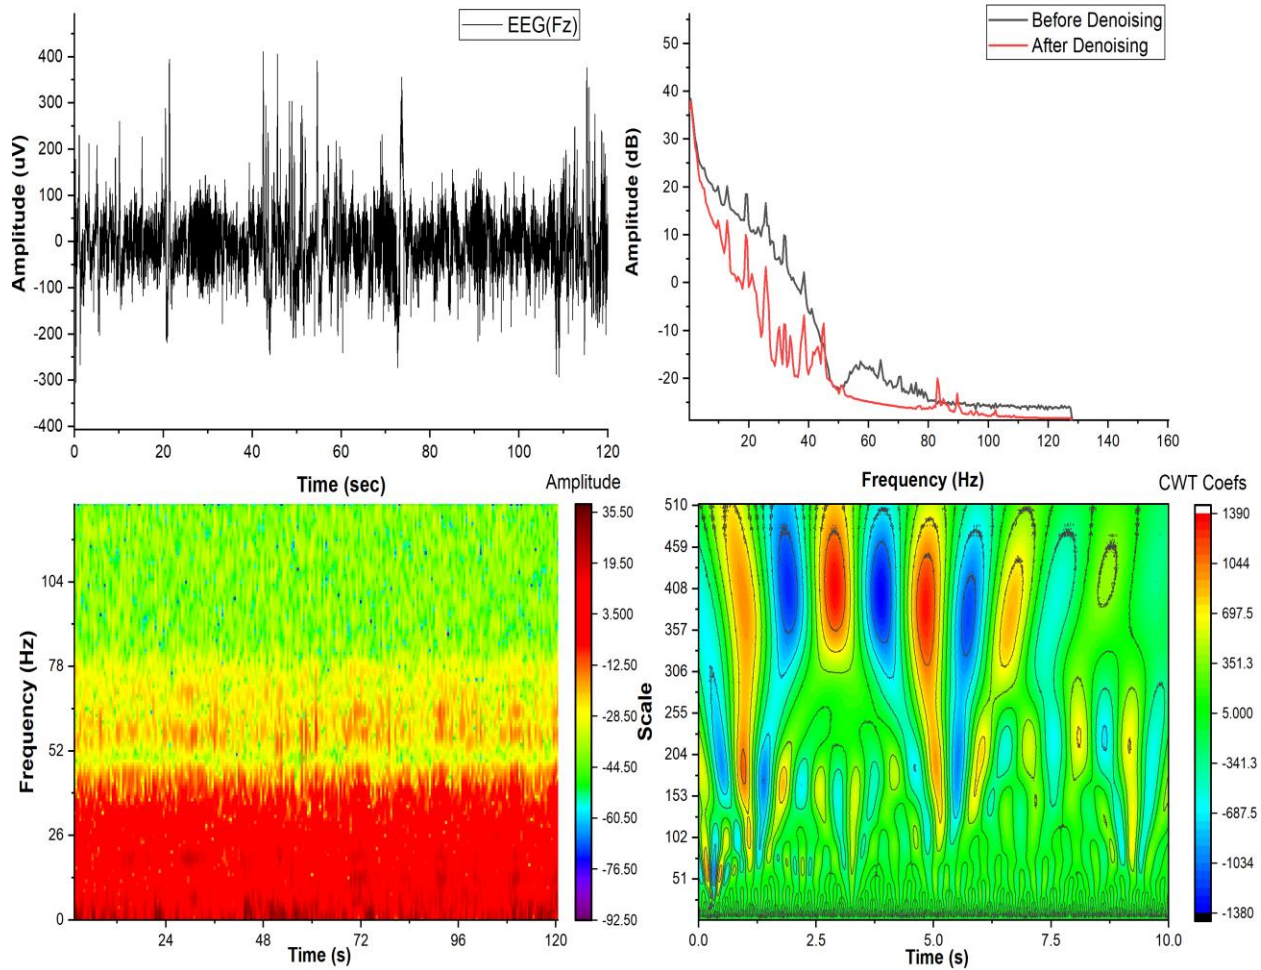 EEG(Fz)
Amplitude (uV)
400
300
200
100
0
-100
-200
-300
-400
0 20 40 60 80 100 120
Time (sec)
Before Denoising
After Denoising
Amplitude (dB)
50
40
30
20
10
0
-10
-20
20 40 60 80 100 120 140 160
Frequency (Hz)
Amplitude
35.50
19.50
3.500
-12.50
-28.50
-44.50
-60.50
-76.50
-92.50
Frequency (Hz)
104
78
52
26
0
24 48 72 96 120
Time (s)
CWT Coefs
1390
1044
697.5
351.3
5.000
-341.3
-687.5
-1034
-1380
Scale
510
459
408
357
306
255
204
153
102
51
0.0 2.5 5.0 7.5 10.0
Time (s)